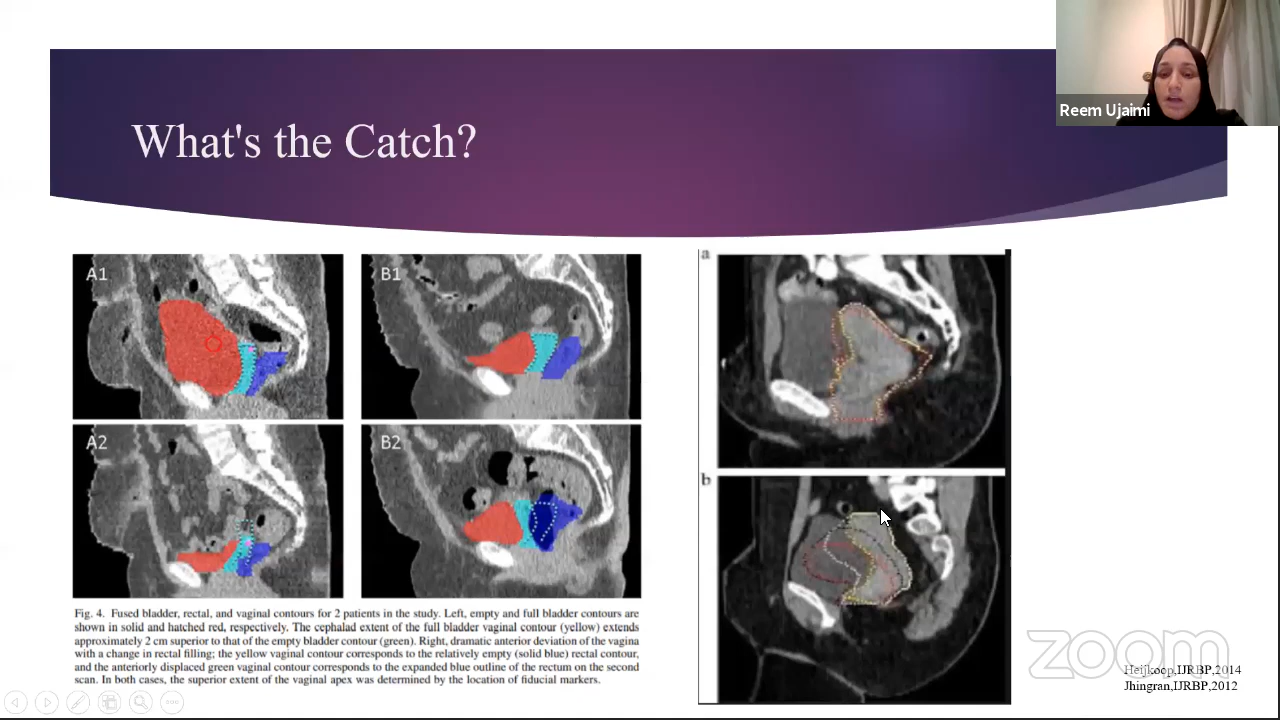 Reem Ujaimi
What's the Catch?
A1
B1
A2
B2
a
b
Fig. 4. Fused bladder, rectal, and vaginal contours for 2 patients in the study. Left, empty and full bladder contours are
shown in solid and hatched red, respectively. The cephalad extent of the full bladder vaginal contour (yellow) extends
approximately 2 cm superior to that of the empty bladder contour (green). Right, dramatic anterior deviation of the vagina
with a change in rectal filling; the yellow vaginal contour corresponds to the relatively empty (solid blue) rectal contour,
and the anteriorly displaced green vaginal contour corresponds to the expanded blue outline of the rectum on the second
scan. In both cases, the superior extent of the vaginal apex was determined by the location of fiducial markers.
zoom
Heijkoop,IJRBP,2014
Jhingran,IJRBP,2012